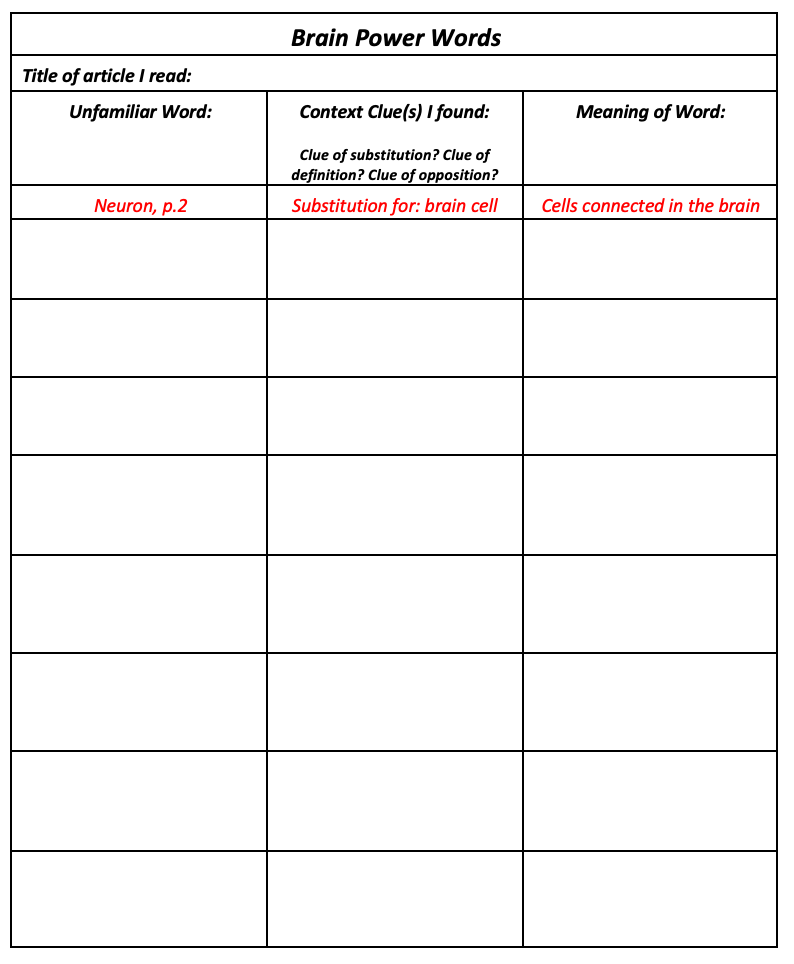 Brain Power Words
Title of article I read:
Unfamiliar Word:
Context Clue(s) I found:
Clue of substitution? Clue of
definition? Clue of opposition?
Meaning of Word:
Neuron, p.2
Substitution for: brain cell
Cells connected in the brain